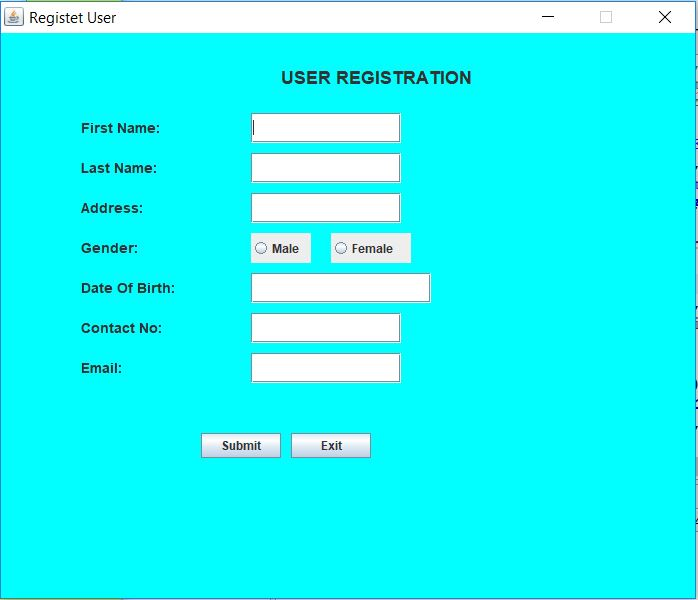 Registet User
USER REGISTRATION
First Name:
Last Name:
Address:
Gender: Male Female
Date Of Birth:
Contact No:
Email:
Submit Exit